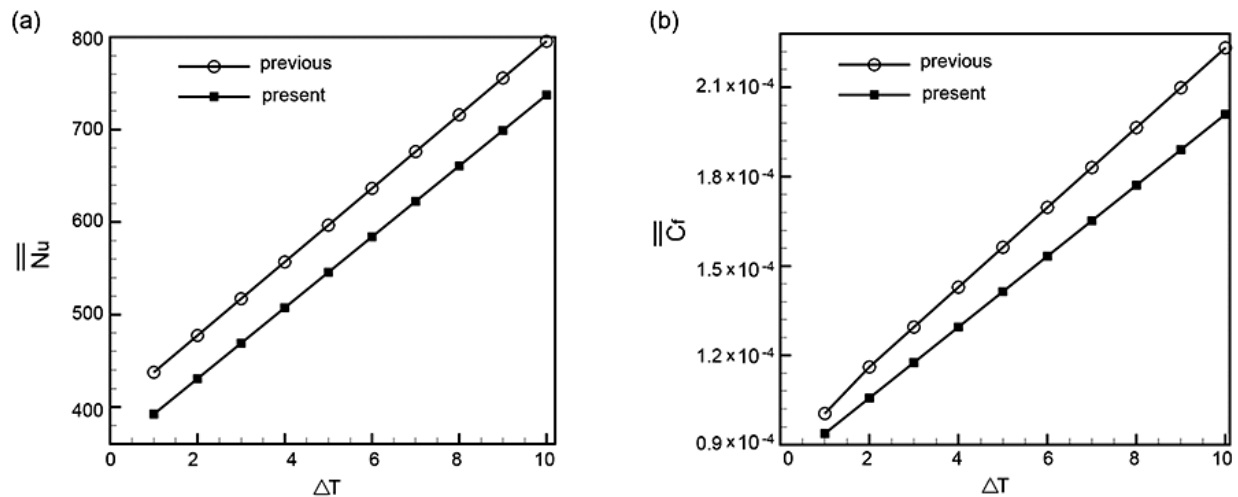 (a)
800
700
600
500
400
Nu
previous
present
0 2 4 6 8 10
ΔT
(b)
2.1 × 10⁻⁴
1.8 × 10⁻⁴
1.5 × 10⁻⁴
1.2 × 10⁻⁴
0.9 × 10⁻⁴
Cf
previous
present
0 2 4 6 8 10
ΔT